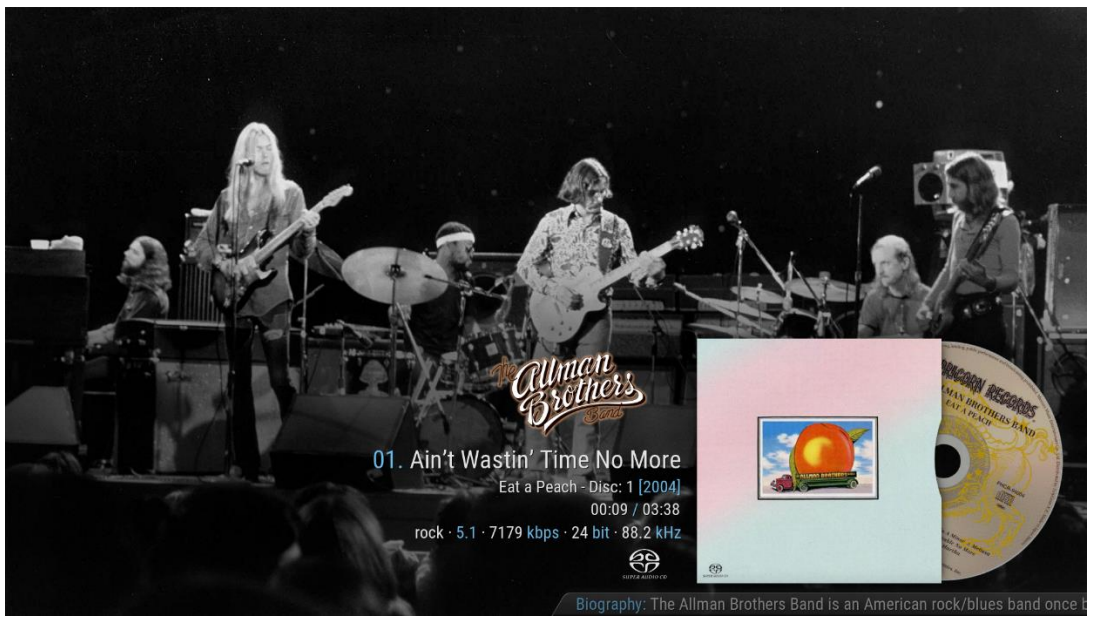 The Allman Brothers Band
01. Ain't Wastin' Time No More
Eat a Peach - Disc: 1 [2004]
00:09 / 03:38
rock · 5.1 · 7179 kbps · 24 bit · 88.2 kHz
SUPER AUDIO CD
ALLMAN BROTHERS
CAPRICORN RECORDS
ALLMAN BROTHERS BAND
EAT A PEACH
Biography: The Allman Brothers Band is an American rock/blues band once